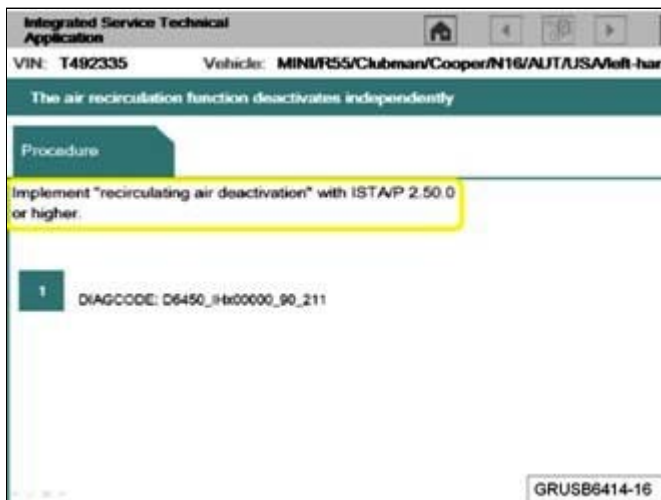 Integrated Service Technical
Application
VIN: T492335 Vehicle: MINI/R55/Clubman/Cooper/N16/AUT/USA/left-har
The air recirculation function deactivates independently
Procedure
Implement "recirculating air deactivation" with ISTA/P 2.50.0
or higher.
1
DIAGCODE: D6450_IHx00000_90_211
GRUSB6414-16